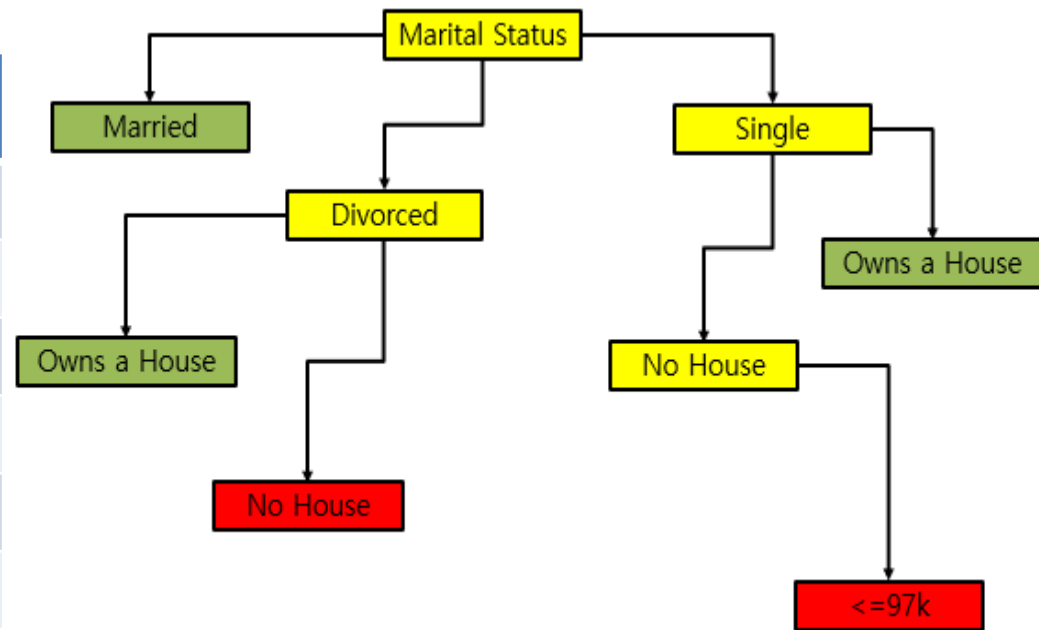 Marital Status
Married
Single
Divorced
Owns a House
Owns a House
No House
No House
<=97k